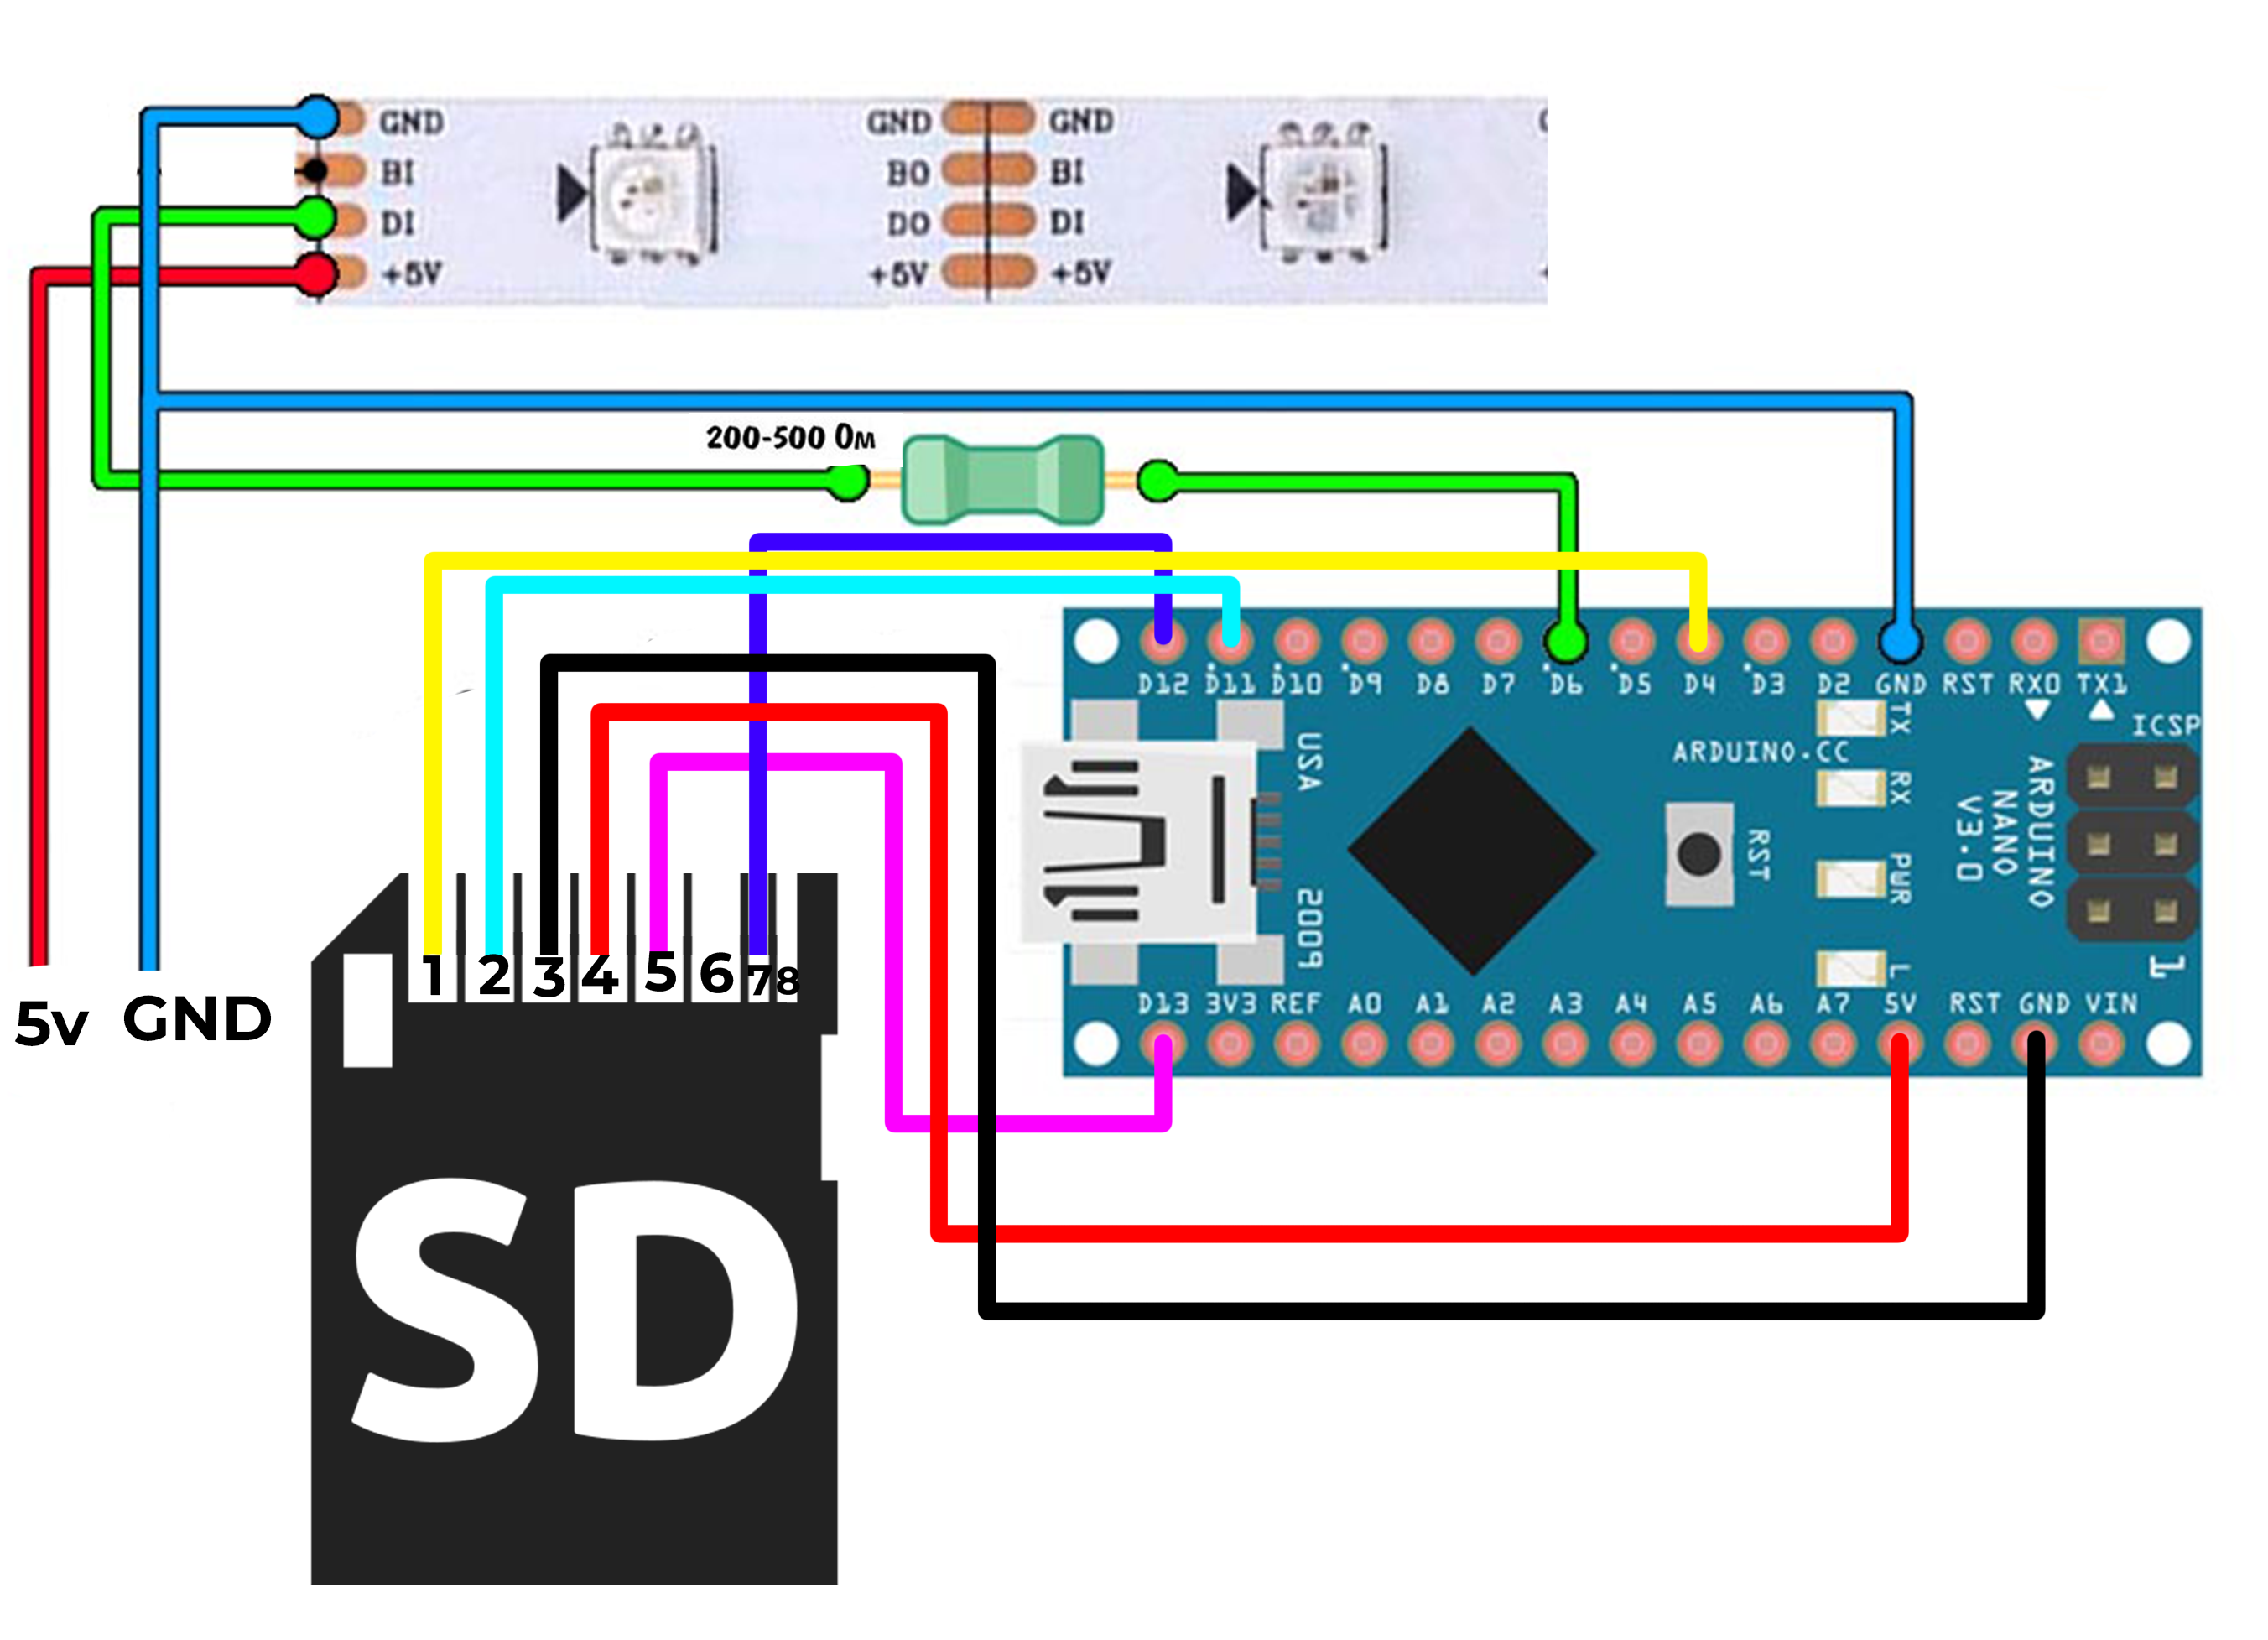 GND GND GND
BI BO BI
DI DO DI
+5V +5V +5V
200-500 Ом
D12 D11 D10 D9 D8 D7 D6 D5 D4 D3 D2 GND RST RX0 TX1
ICSP
TX
RX
PWR
L
ARDUINO.CC
USA
2009
RST
ARDUINO
NANO
V3.0
1
D13 3V3 REF A0 A1 A2 A3 A4 A5 A6 A7 5V RST GND VIN
1 2 3 4 5 6 7 8
5v GND
SD